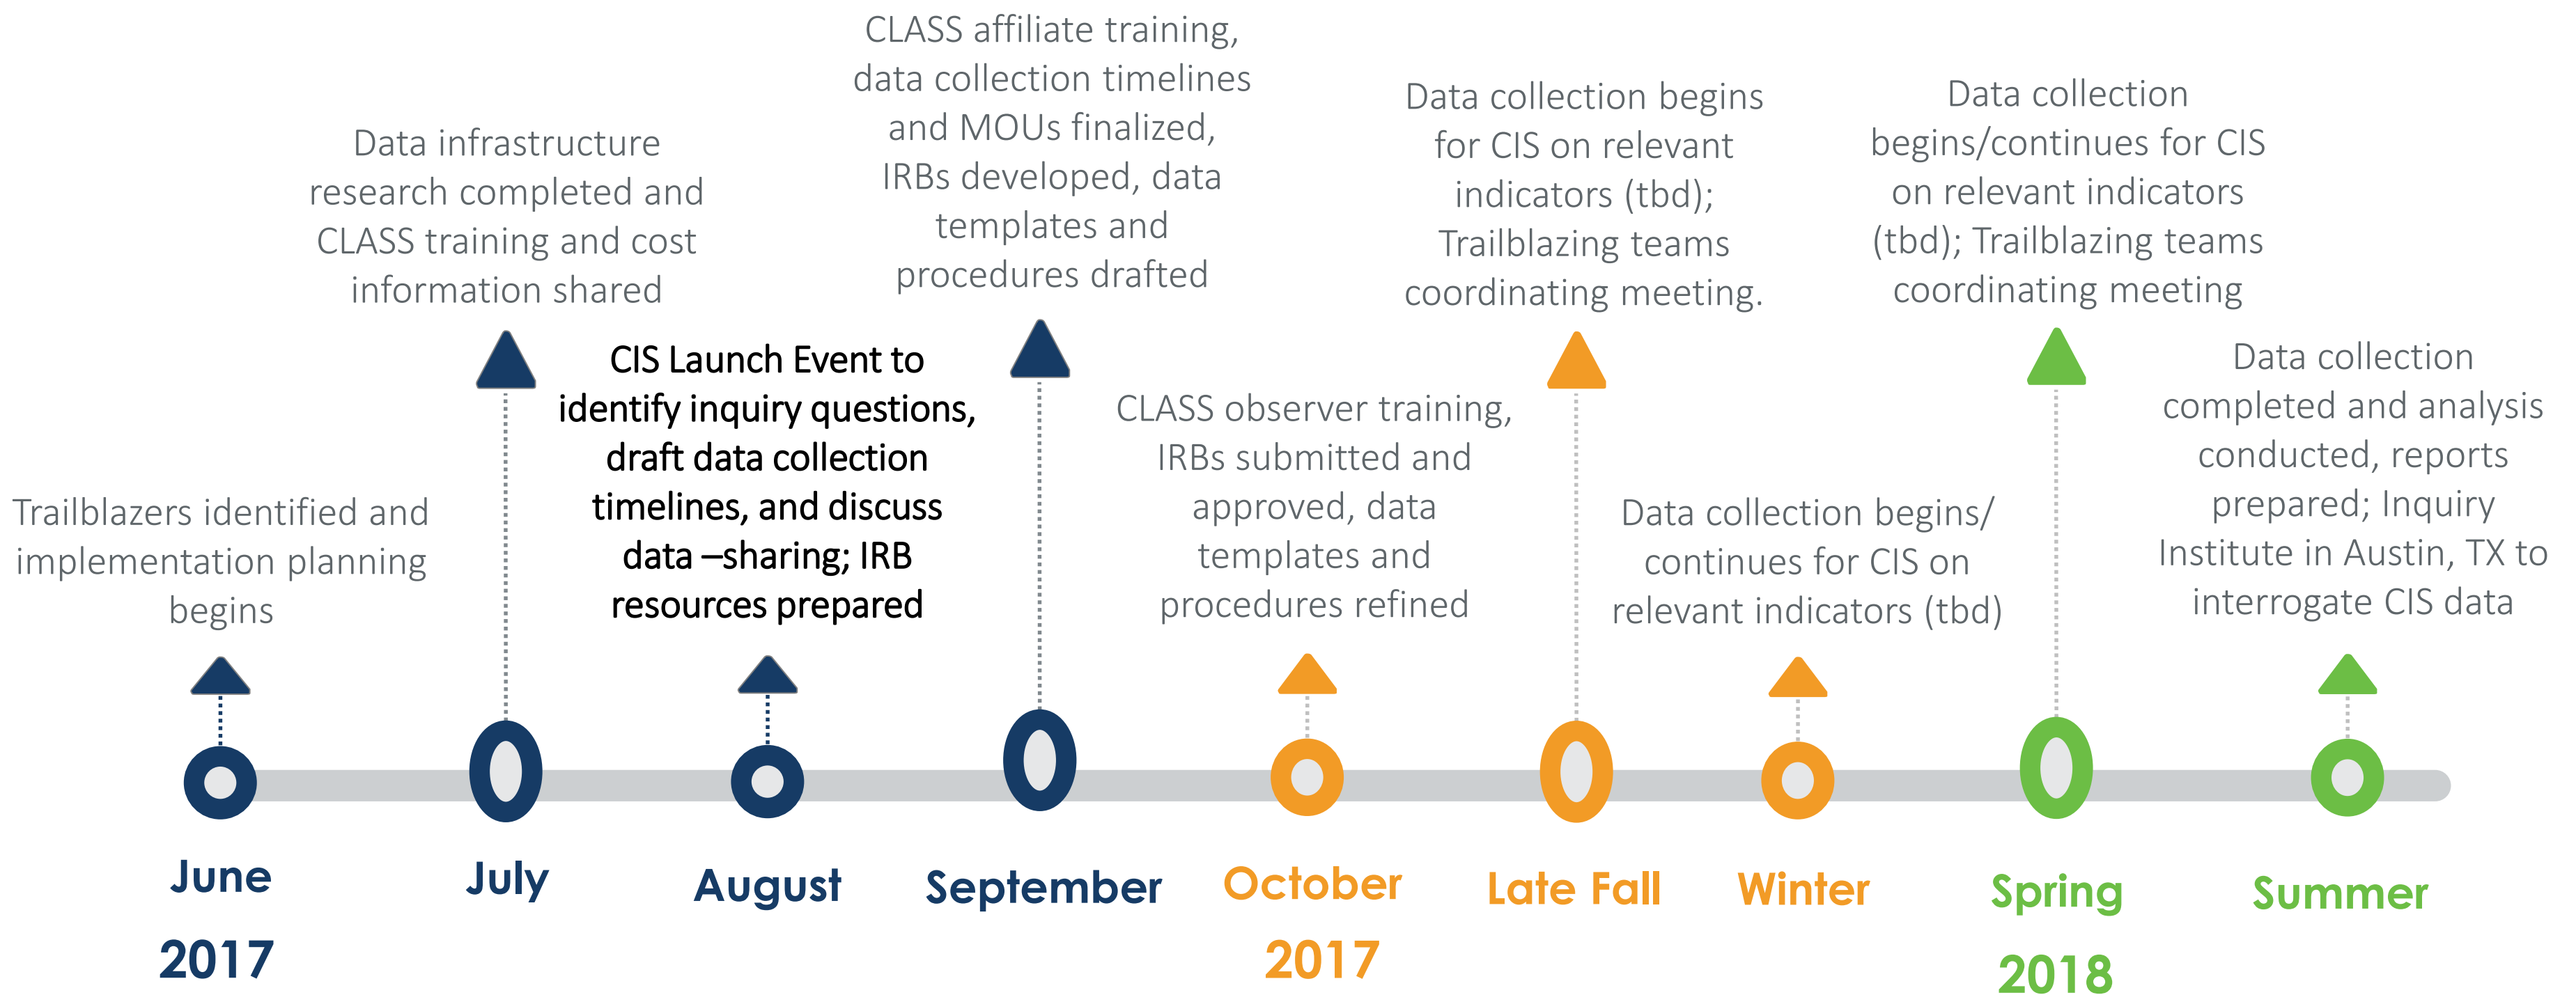 Trailblazers identified and
implementation planning
begins
June
2017
Data infrastructure
research completed and
CLASS training and cost
information shared
July
CIS Launch Event to
identify inquiry questions,
draft data collection
timelines, and discuss
data –sharing; IRB
resources prepared
August
CLASS affiliate training,
data collection timelines
and MOUs finalized,
IRBs developed, data
templates and
procedures drafted
September
CLASS observer training,
IRBs submitted and
approved, data
templates and
procedures refined
October
2017
Data collection begins
for CIS on relevant
indicators (tbd);
Trailblazing teams
coordinating meeting.
Late Fall
Data collection begins/
continues for CIS on
relevant indicators (tbd)
Winter
Data collection
begins/continues for CIS
on relevant indicators
(tbd); Trailblazing teams
coordinating meeting
Spring
2018
Data collection
completed and analysis
conducted, reports
prepared; Inquiry
Institute in Austin, TX to
interrogate CIS data
Summer